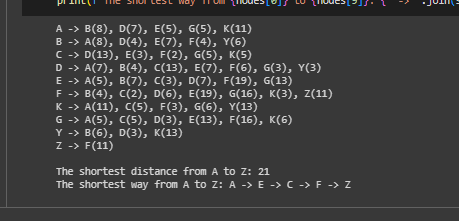 print(f"The shortest way from {nodes[0]} to {nodes[9]}: {' -> '.join(s
A -> B(8), D(7), E(5), G(5), K(11)
B -> A(8), D(4), E(7), F(4), Y(6)
C -> D(13), E(3), F(2), G(5), K(5)
D -> A(7), B(4), C(13), E(7), F(6), G(3), Y(3)
E -> A(5), B(7), C(3), D(7), F(19), G(13)
F -> B(4), C(2), D(6), E(19), G(16), K(3), Z(11)
K -> A(11), C(5), F(3), G(6), Y(13)
G -> A(5), C(5), D(3), E(13), F(16), K(6)
Y -> B(6), D(3), K(13)
Z -> F(11)
The shortest distance from A to Z: 21
The shortest way from A to Z: A -> E -> C -> F -> Z